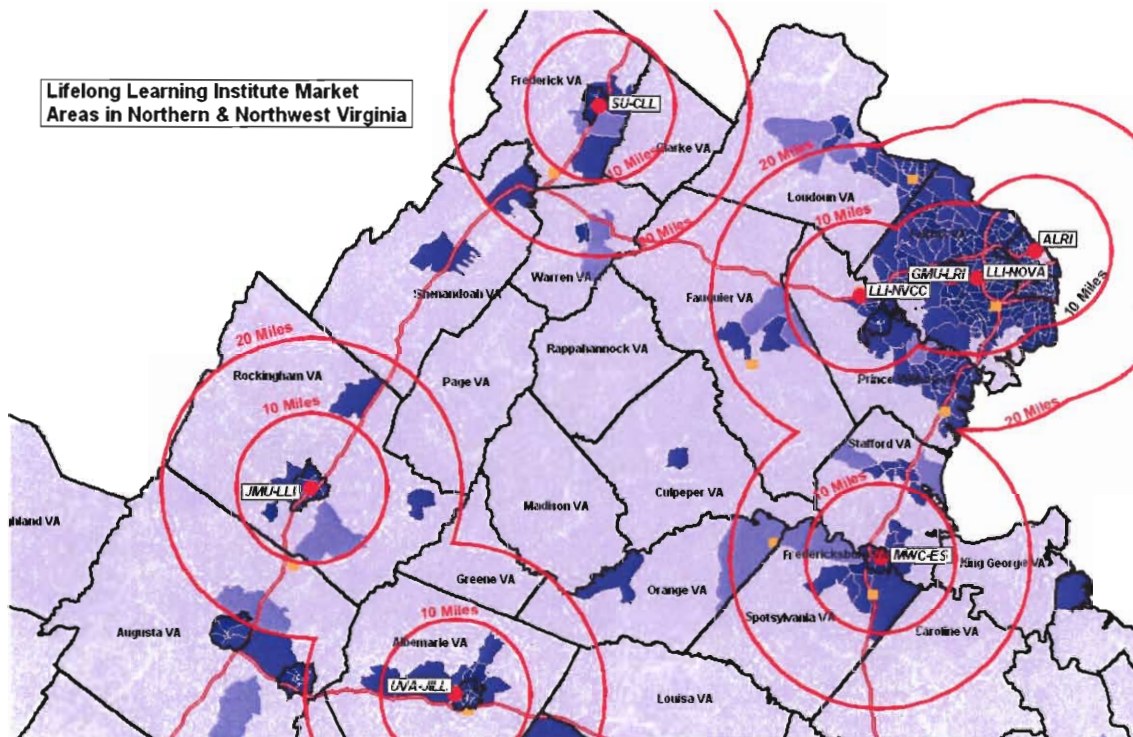 Lifelong Learning Institute Market
Areas in Northern & Northwest Virginia
Frederick VA
SU-CLL
Clarke VA
10 Miles
20 Miles
20 Miles
Loudoun VA
10 Miles
ALRI
GMU-LRI
LLI-NOVA
LLI-NVCC
10 Miles
Warren VA
Shenandoah VA
Fauquier VA
20 Miles
Rappahannock VA
Rockingham VA
Page VA
10 Miles
Prince
20 Miles
Stafford VA
JMU-LLI
Culpeper VA
10 Miles
Madison VA
ghland VA
Fredericksburg
MWC-ES
King George VA
Greene VA
Orange VA
10 Miles
Spotsylvania VA
Caroline VA
Augusta VA
Albemarle VA
UVA-JILL
Louisa VA